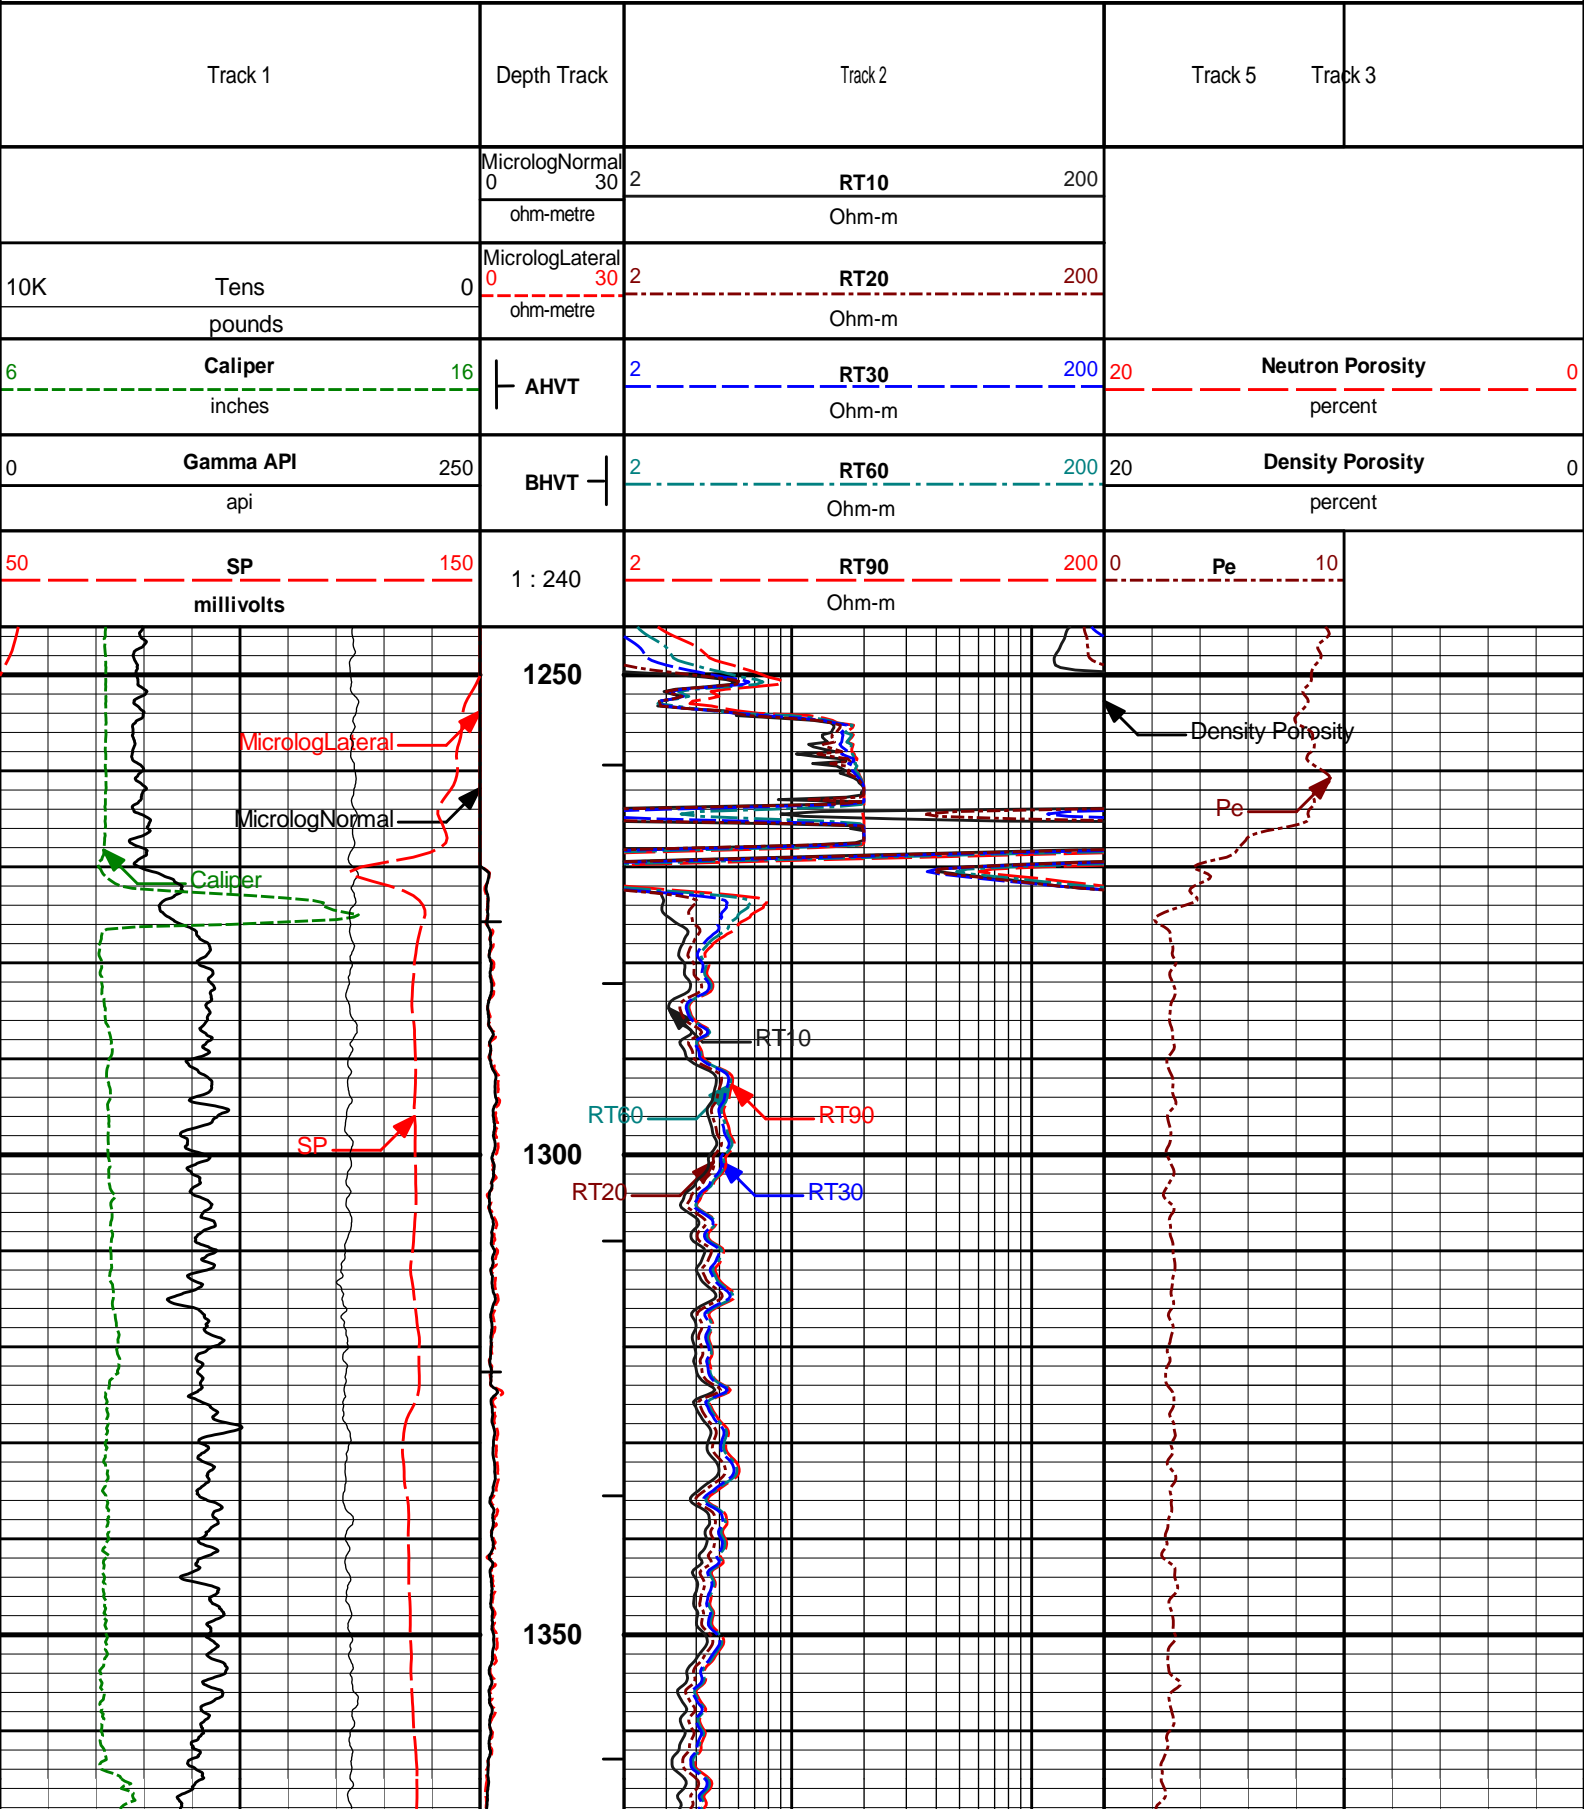 Track 1 Depth Track Track 2 Track 5 Track 3
MicrologNormal
0 30 2 RT10 200
ohm-metre Ohm-m
MicrologLateral
10K Tens 0 0 30 2 RT20 200
pounds ohm-metre Ohm-m
6 Caliper 16 AHVT 2 RT30 200 20 Neutron Porosity 0
inches Ohm-m percent
0 Gamma API 250 BHVT 2 RT60 200 20 Density Porosity 0
api Ohm-m percent
50 SP 150 1 : 240 2 RT90 200 0 Pe 10
millivolts Ohm-m
1250
Density Porosity
MicrologLateral
Pe
MicrologNormal
Caliper
RT10
RT60 RT90
SP
1300
RT20 RT30
1350